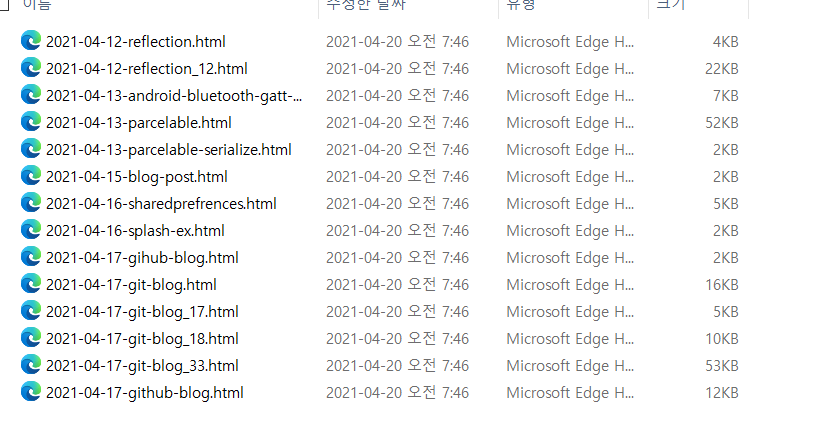 이름 수정한 날짜 유형 크기
2021-04-12-reflection.html 2021-04-20 오전 7:46 Microsoft Edge H... 4KB
2021-04-12-reflection_12.html 2021-04-20 오전 7:46 Microsoft Edge H... 22KB
2021-04-13-android-bluetooth-gatt-... 2021-04-20 오전 7:46 Microsoft Edge H... 7KB
2021-04-13-parcelable.html 2021-04-20 오전 7:46 Microsoft Edge H... 52KB
2021-04-13-parcelable-serialize.html 2021-04-20 오전 7:46 Microsoft Edge H... 2KB
2021-04-15-blog-post.html 2021-04-20 오전 7:46 Microsoft Edge H... 2KB
2021-04-16-sharedprefrences.html 2021-04-20 오전 7:46 Microsoft Edge H... 5KB
2021-04-16-splash-ex.html 2021-04-20 오전 7:46 Microsoft Edge H... 2KB
2021-04-17-gihub-blog.html 2021-04-20 오전 7:46 Microsoft Edge H... 2KB
2021-04-17-git-blog.html 2021-04-20 오전 7:46 Microsoft Edge H... 16KB
2021-04-17-git-blog_17.html 2021-04-20 오전 7:46 Microsoft Edge H... 5KB
2021-04-17-git-blog_18.html 2021-04-20 오전 7:46 Microsoft Edge H... 10KB
2021-04-17-git-blog_33.html 2021-04-20 오전 7:46 Microsoft Edge H... 53KB
2021-04-17-github-blog.html 2021-04-20 오전 7:46 Microsoft Edge H... 12KB